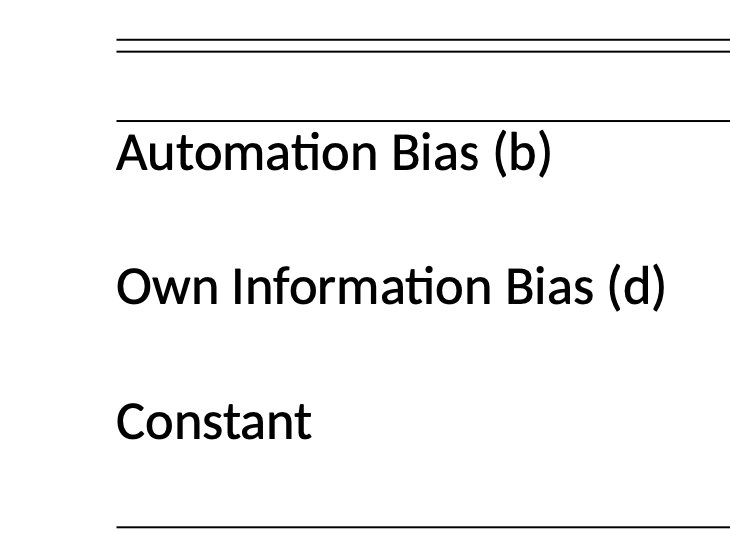 Automation Bias (b)
Own Information Bias (d)
Constant